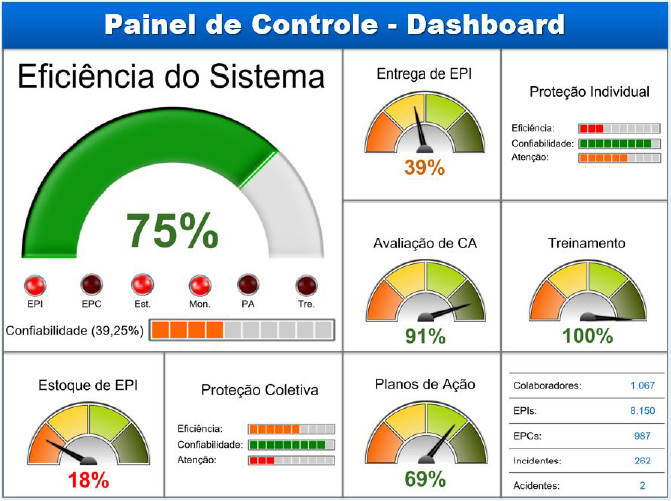 Painel de Controle - Dashboard
Eficiência do Sistema
75%
EPI EPC Est. Mon. PA Tre.
Confiabilidade (39,25%)
Entrega de EPI
39%
Proteção Individual
Eficiência:
Confiabilidade:
Atenção:
Avaliação de CA
91%
Treinamento
100%
Estoque de EPI
18%
Proteção Coletiva
Eficiência:
Confiabilidade:
Atenção:
Planos de Ação
69%
Colaboradores: 1.067
EPIs: 8.150
EPCs: 987
Incidentes: 262
Acidentes: 2